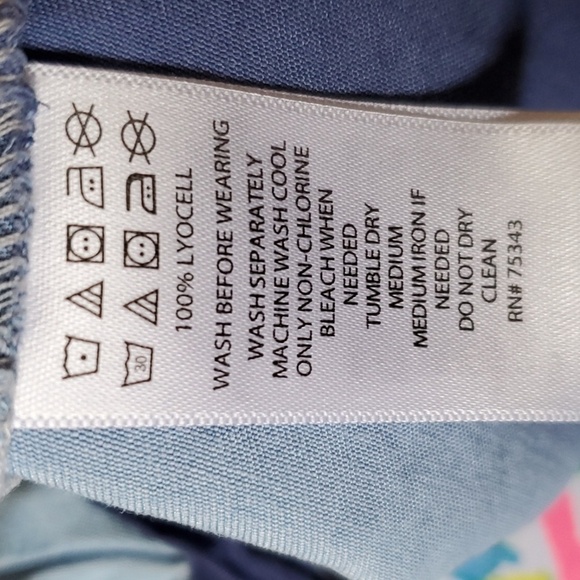 30
100% LYOCELL
WASH BEFORE WEARING
WASH SEPARATELY
MACHINE WASH COOL
ONLY NON-CHLORINE
BLEACH WHEN
NEEDED
TUMBLE DRY
MEDIUM
MEDIUM IRON IF
NEEDED
DO NOT DRY
CLEAN
RN# 75343